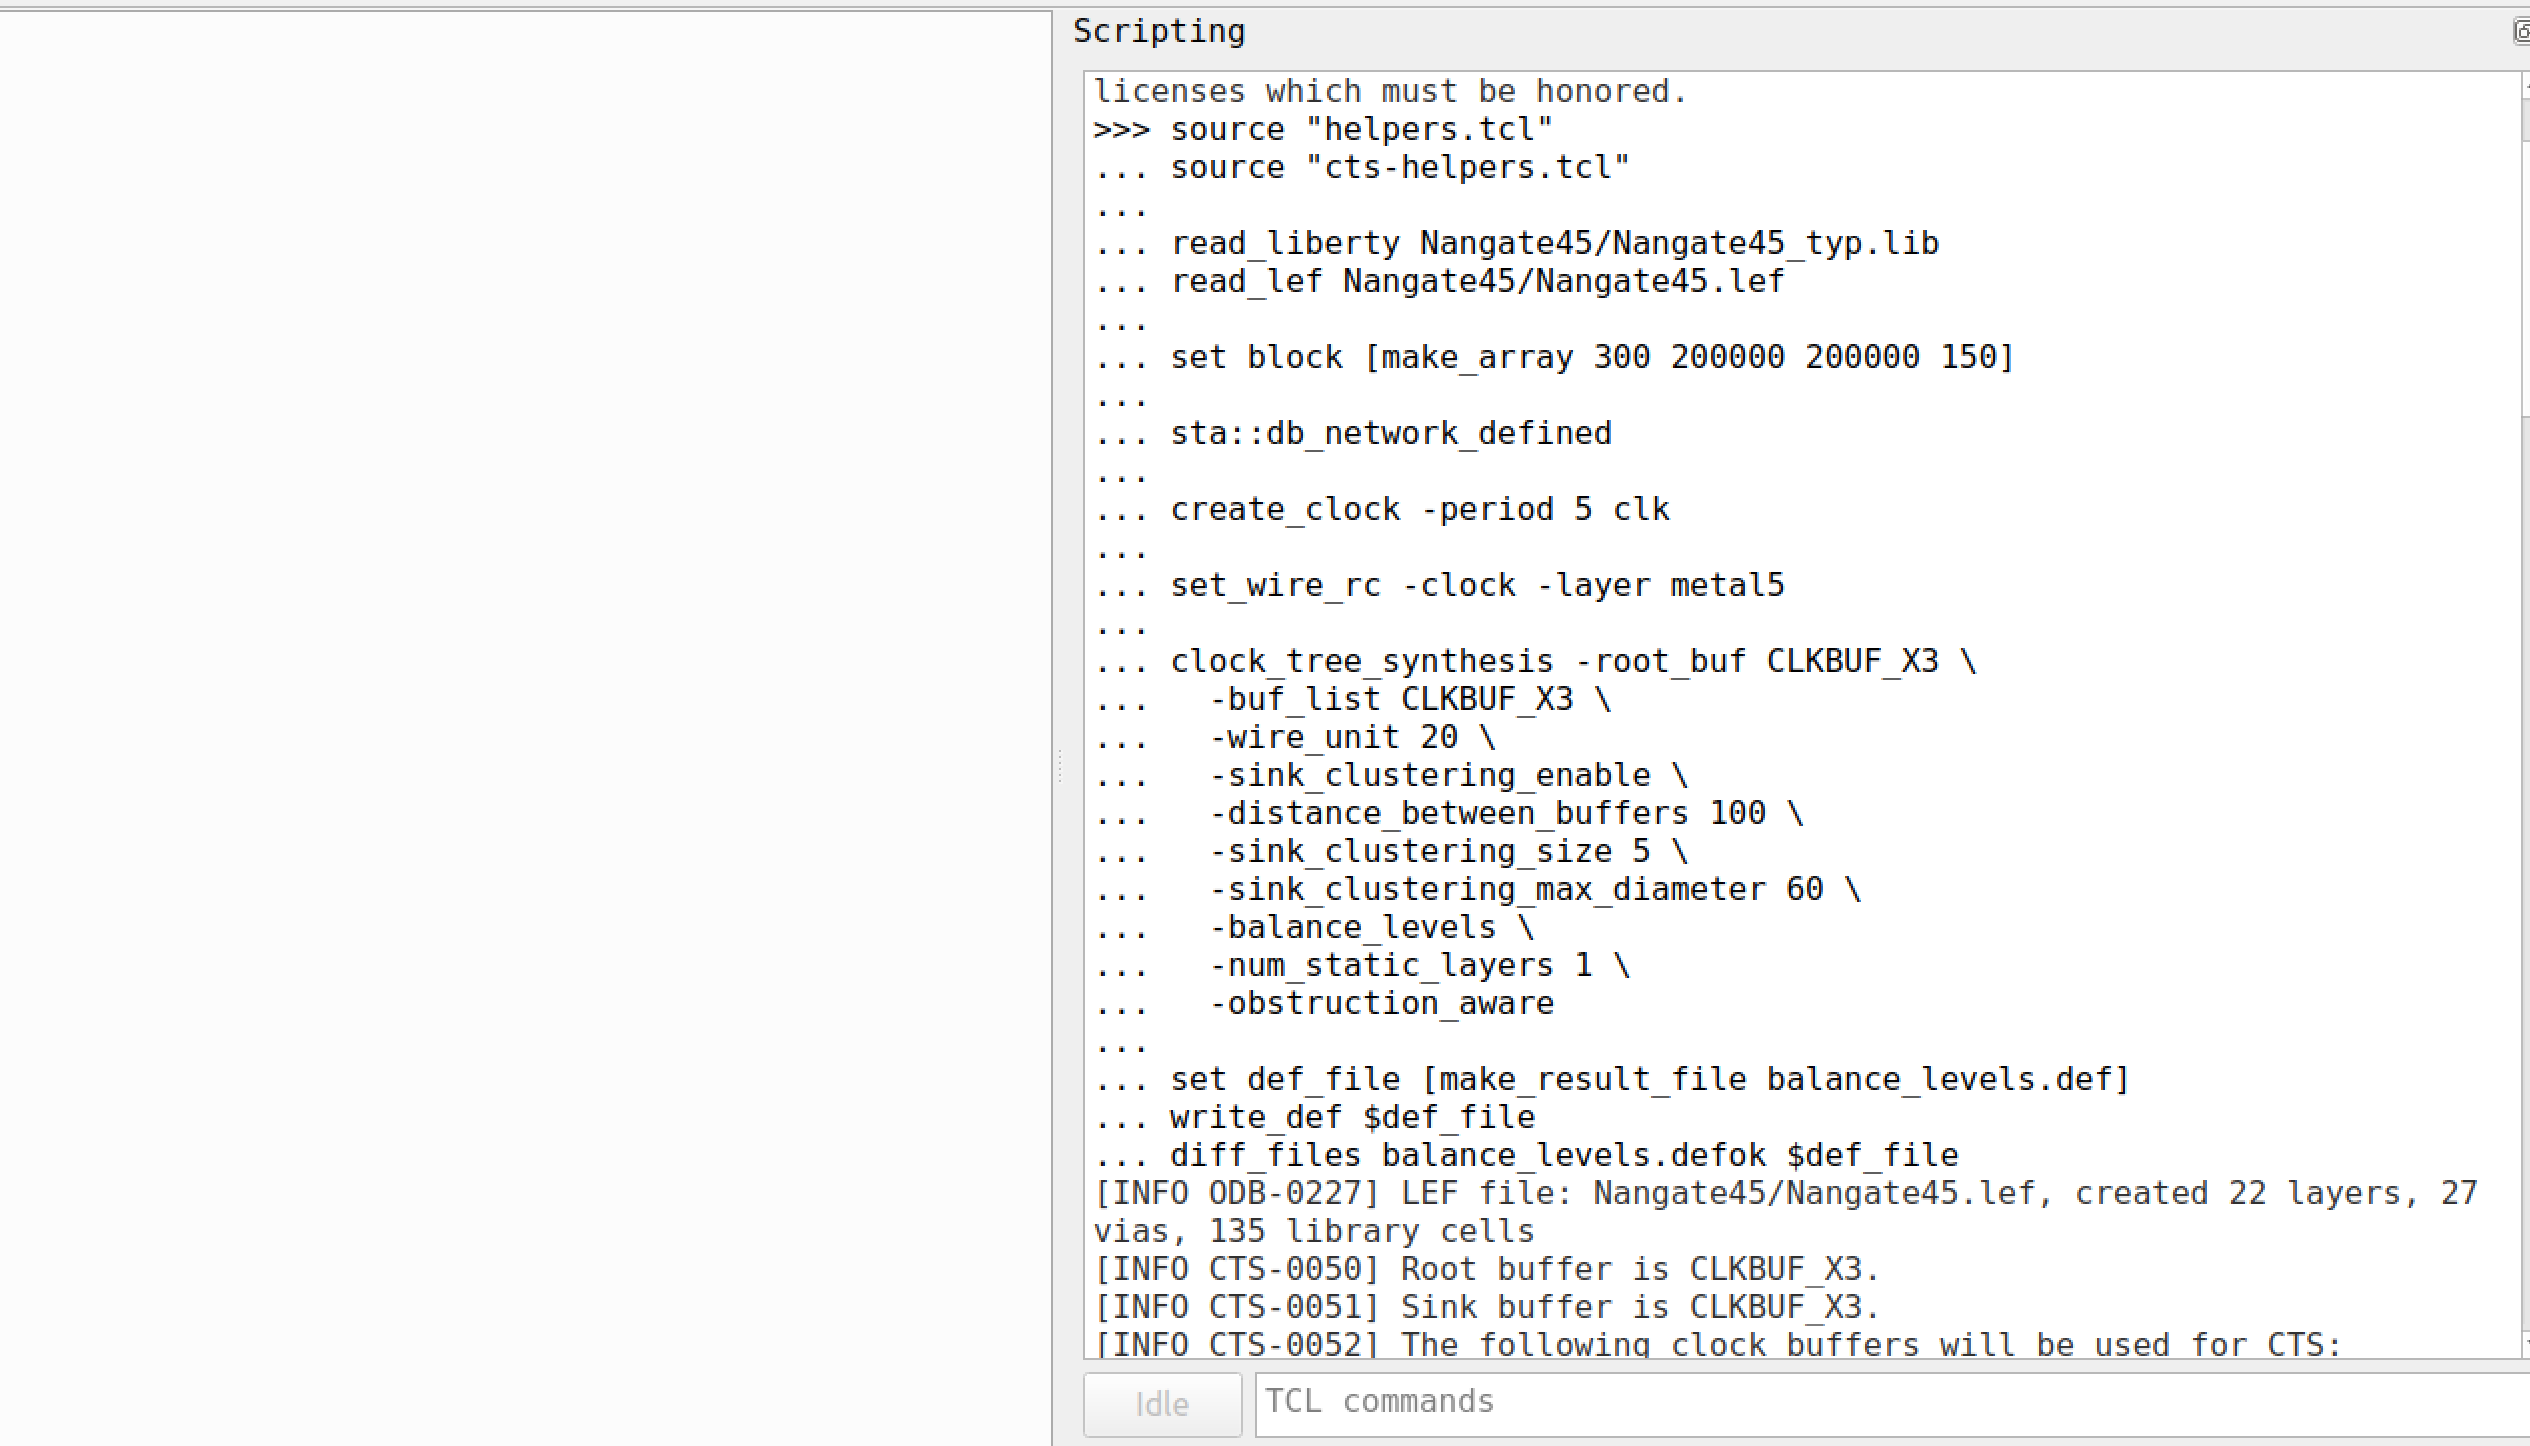 Scripting
licenses which must be honored.
>>> source "helpers.tcl"
... source "cts-helpers.tcl"
...
... read_liberty Nangate45/Nangate45_typ.lib
... read_lef Nangate45/Nangate45.lef
...
... set block [make_array 300 200000 200000 150]
...
... sta::db_network_defined
...
... create_clock -period 5 clk
...
... set_wire_rc -clock -layer metal5
...
... clock_tree_synthesis -root_buf CLKBUF_X3 \
...   -buf_list CLKBUF_X3 \
...   -wire_unit 20 \
...   -sink_clustering_enable \
...   -distance_between_buffers 100 \
...   -sink_clustering_size 5 \
...   -sink_clustering_max_diameter 60 \
...   -balance_levels \
...   -num_static_layers 1 \
...   -obstruction_aware
...
... set def_file [make_result_file balance_levels.def]
... write_def $def_file
... diff_files balance_levels.defok $def_file
[INFO ODB-0227] LEF file: Nangate45/Nangate45.lef, created 22 layers, 27
vias, 135 library cells
[INFO CTS-0050] Root buffer is CLKBUF_X3.
[INFO CTS-0051] Sink buffer is CLKBUF_X3.
[INFO CTS-0052] The following clock buffers will be used for CTS:
Idle
TCL commands